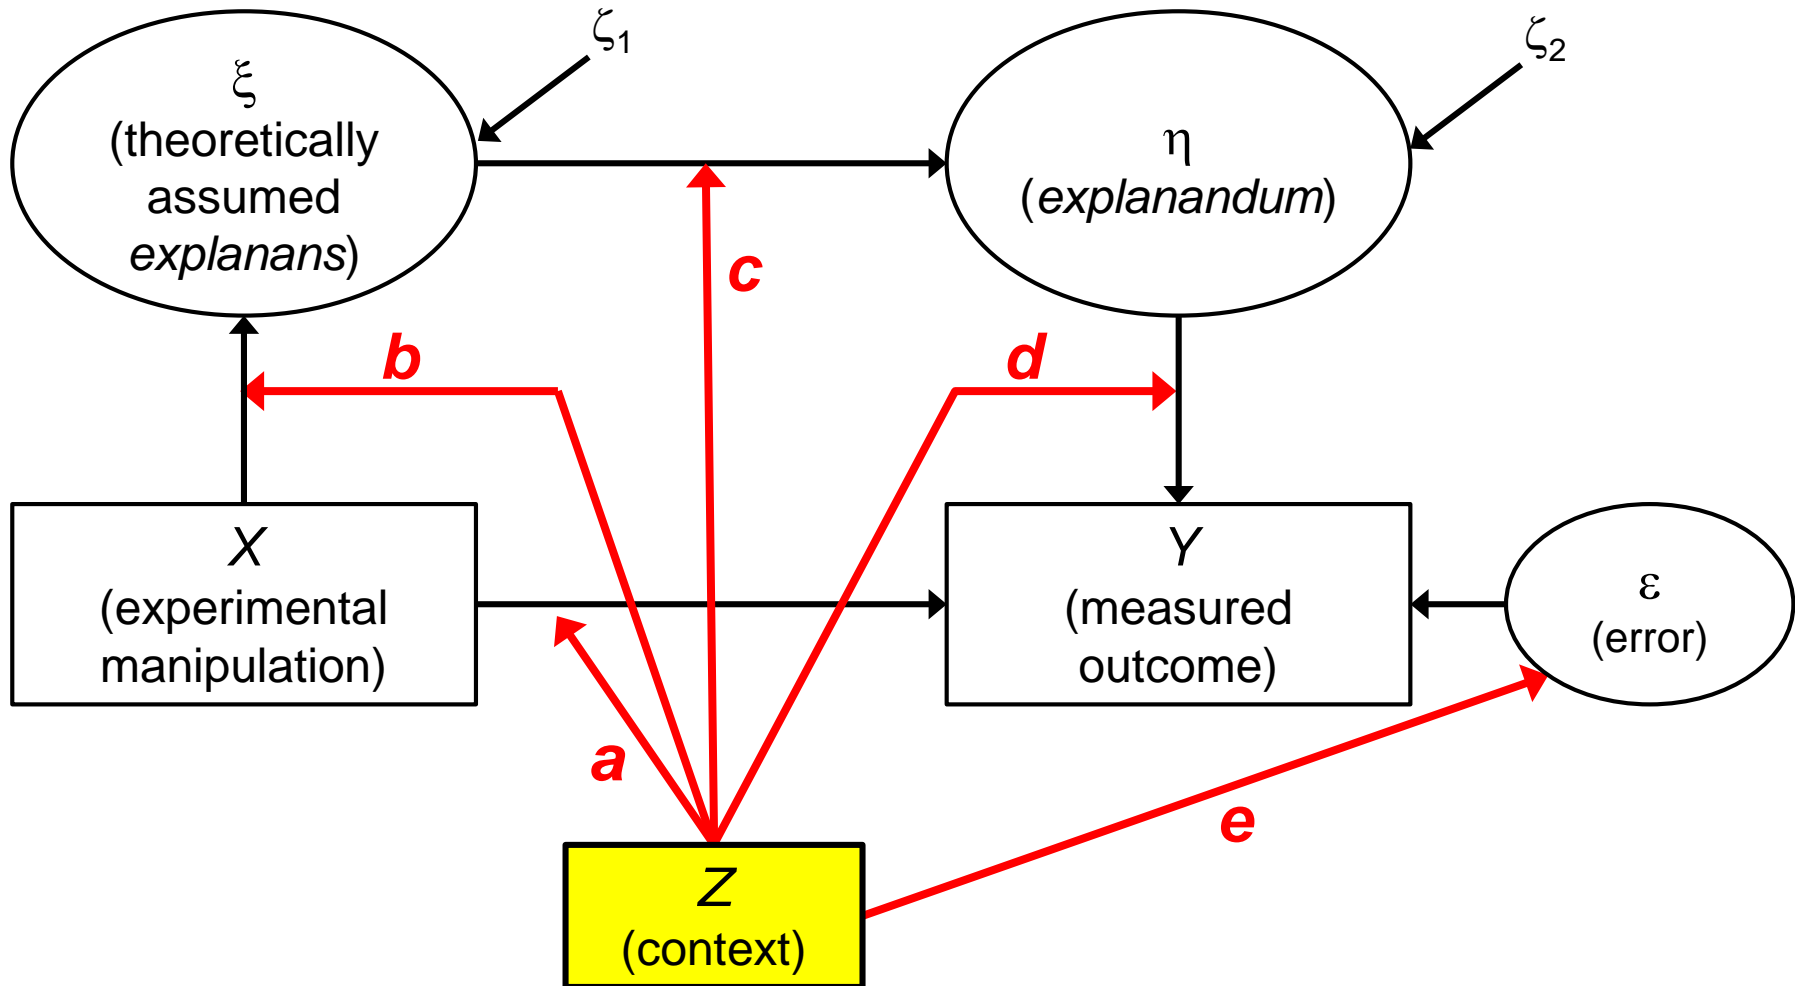 ξ
(theoretically
assumed
explanans)
ζ1
η
(explanandum)
ζ2
c
b
d
X
(experimental
manipulation)
Y
(measured
outcome)
ε
(error)
a
e
Z
(context)